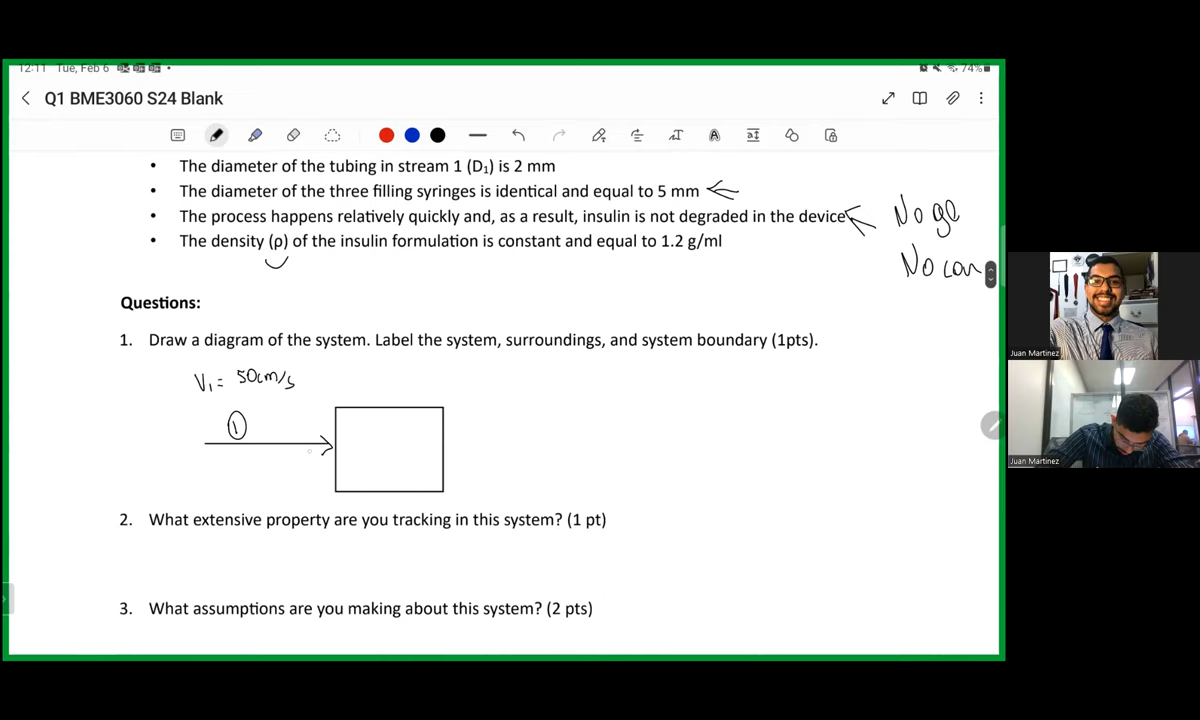 12:11 Tue, Feb 6
74%
Q1 BME3060 S24 Blank
• The diameter of the tubing in stream 1 (D₁) is 2 mm
• The diameter of the three filling syringes is identical and equal to 5 mm
• The process happens relatively quickly and, as a result, insulin is not degraded in the device
No ge
• The density (ρ) of the insulin formulation is constant and equal to 1.2 g/ml
No con
Questions:
1. Draw a diagram of the system. Label the system, surroundings, and system boundary (1pts).
V₁ = 50cm/s
1
2. What extensive property are you tracking in this system? (1 pt)
3. What assumptions are you making about this system? (2 pts)
Juan Martinez
Juan Martinez